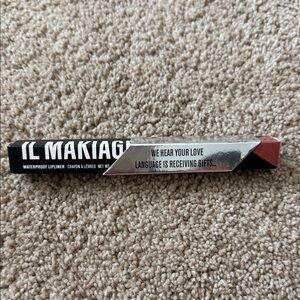 IL MAKIAG
WATERPROOF LIPLINER CRAYON À LÈVRES NET WT.
WE HEAR YOUR LOVE
LANGUAGE IS RECEIVING GIFTS...